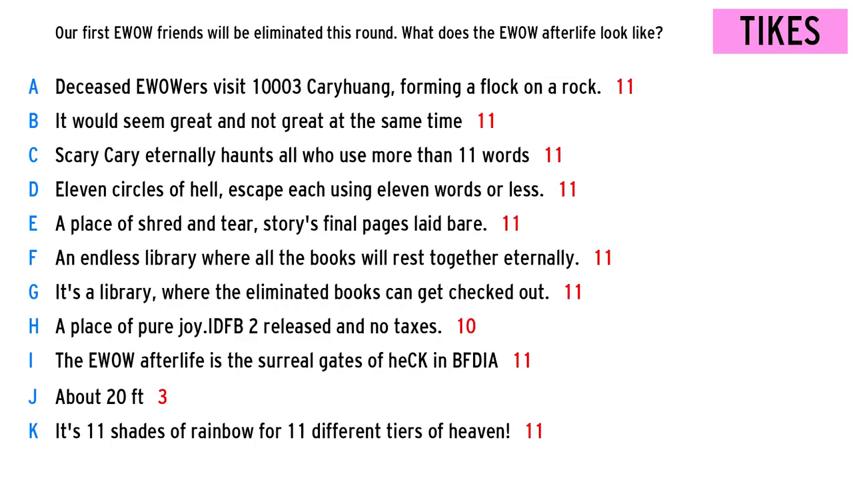 Our first EWOW friends will be eliminated this round. What does the EWOW afterlife look like? TIKES
A Deceased EWOWers visit 10003 Caryhuang, forming a flock on a rock. 11
B It would seem great and not great at the same time 11
C Scary Cary eternally haunts all who use more than 11 words 11
D Eleven circles of hell, escape each using eleven words or less. 11
E A place of shred and tear, story's final pages laid bare. 11
F An endless library where all the books will rest together eternally. 11
G It's a library, where the eliminated books can get checked out. 11
H A place of pure joy.IDFB 2 released and no taxes. 10
I The EWOW afterlife is the surreal gates of heCK in BFDIA 11
J About 20 ft 3
K It's 11 shades of rainbow for 11 different tiers of heaven! 11